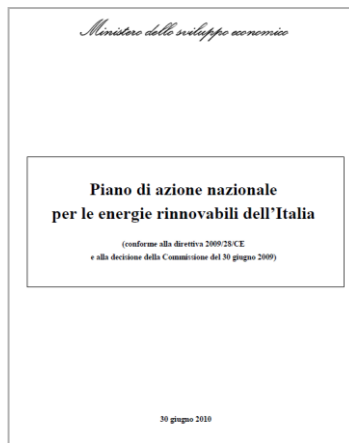 Ministero dello sviluppo economico
Piano di azione nazionale
per le energie rinnovabili dell'Italia
(conforme alla direttiva 2009/28/CE
e alla decisione della Commissione del 30 giugno 2009)
30 giugno 2010